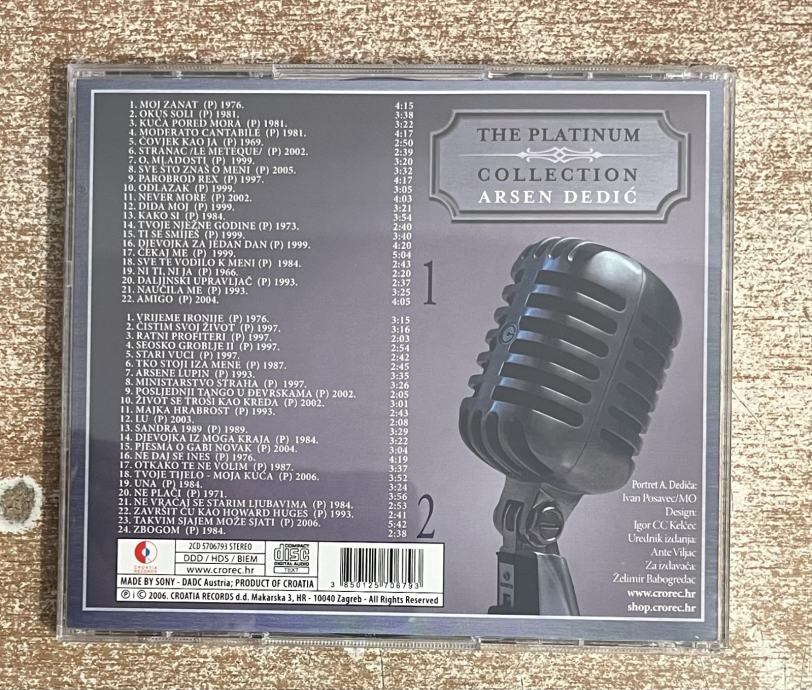 1. MOJ ZANAT (P) 1976. 4:15
2. OKUS SOLI (P) 1981. 3:38
3. KUĆA PORED MORA (P) 1981. 3:22
4. MODERATO CANTABILE (P) 1981. 4:17
5. ČOVJEK KAO JA (P) 1969. 2:50
6. STRANAC /LE METEQUE/ (P) 2002. 2:39
7. O, MLADOSTI (P) 1999. 3:20
8. SVE ŠTO ZNAŠ O MENI (P) 2005. 3:32
9. PAROBROD REX (P) 1997. 4:17
10. ODLAZAK (P) 1999. 3:05
11. NEVER MORE (P) 2002. 4:03
12. DIDA MOJ (P) 1999. 3:21
13. KAKO SI (P) 1984. 3:54
14. TVOJE NJEŽNE GODINE (P) 1973. 2:40
15. TI SE SMIJEŠ (P) 1999. 3:40
16. DJEVOJKA ZA JEDAN DAN (P) 1999. 4:20
17. ČEKAJ ME (P) 1999. 5:04
18. SVE TE VODILO K MENI (P) 1984. 2:43
19. NI TI, NI JA (P) 1966. 2:20
20. DALJINSKI UPRAVLJAČ (P) 1993. 2:37
21. NAUČILA ME (P) 1993. 3:25
22. AMIGO (P) 2004. 4:05
1
1. VRIJEME IRONIJE (P) 1976. 3:15
2. ČISTIM SVOJ ŽIVOT (P) 1997. 3:16
3. RATNI PROFITERI (P) 1997. 2:03
4. SEOSKO GROBLJE II (P) 1997. 2:54
5. STARI VUCI (P) 1997. 2:42
6. TKO STOJI IZA MENE (P) 1987. 2:45
7. ARSENE LUPIN (P) 1993. 3:35
8. MINISTARSTVO STRAHA (P) 1997. 3:26
9. POSLJEDNJI TANGO U ĐEVRSKAMA (P) 2002. 2:05
10. ŽIVOT SE TROŠI KAO KREDA (P) 2002. 3:01
11. MAJKA HRABROST (P) 1993. 2:43
12. LU (P) 2003. 2:08
13. SANDRA 1989 (P) 1989. 3:29
14. DJEVOJKA IZ MOGA KRAJA (P) 1984. 3:22
15. PJESMA O GABI NOVAK (P) 2004. 3:04
16. NE DAJ SE INES (P) 1976. 4:19
17. OTKAKO TE NE VOLIM (P) 1987. 3:37
18. TVOJE TIJELO - MOJA KUĆA (P) 2006. 3:52
19. UNA (P) 1984. 3:24
20. NE PLAČI (P) 1971. 3:56
21. NE VRAĆAJ SE STARIM LJUBAVIMA (P) 1984. 2:53
22. ZAVRŠIT ĆU KAO HOWARD HUGES (P) 1993. 2:41
23. TAKVIM SJAJEM MOŽE SJATI (P) 2006. 5:42
24. ZBOGOM (P) 1984. 2:38
2
THE PLATINUM
COLLECTION
ARSEN DEDIĆ
Portret A. Dedića:
Ivan Posavec/MO
Design:
Igor CC Kelčec
Urednik izdanja:
Ante Viljac
Za izdavača:
Želimir Babogredac
www.crorec.hr
shop.crorec.hr
CROATIA
RECORDS
2CD 5706793 STEREO
DDD / HDS / BIEM
www.crorec.hr
COMPACT
disc
DIGITAL AUDIO
TEXT
3 850125 706793
MADE BY SONY - DADC Austria; PRODUCT OF CROATIA
Ⓟ i © 2006. CROATIA RECORDS d.d. Makarska 3, HR - 10040 Zagreb - All Rights Reserved